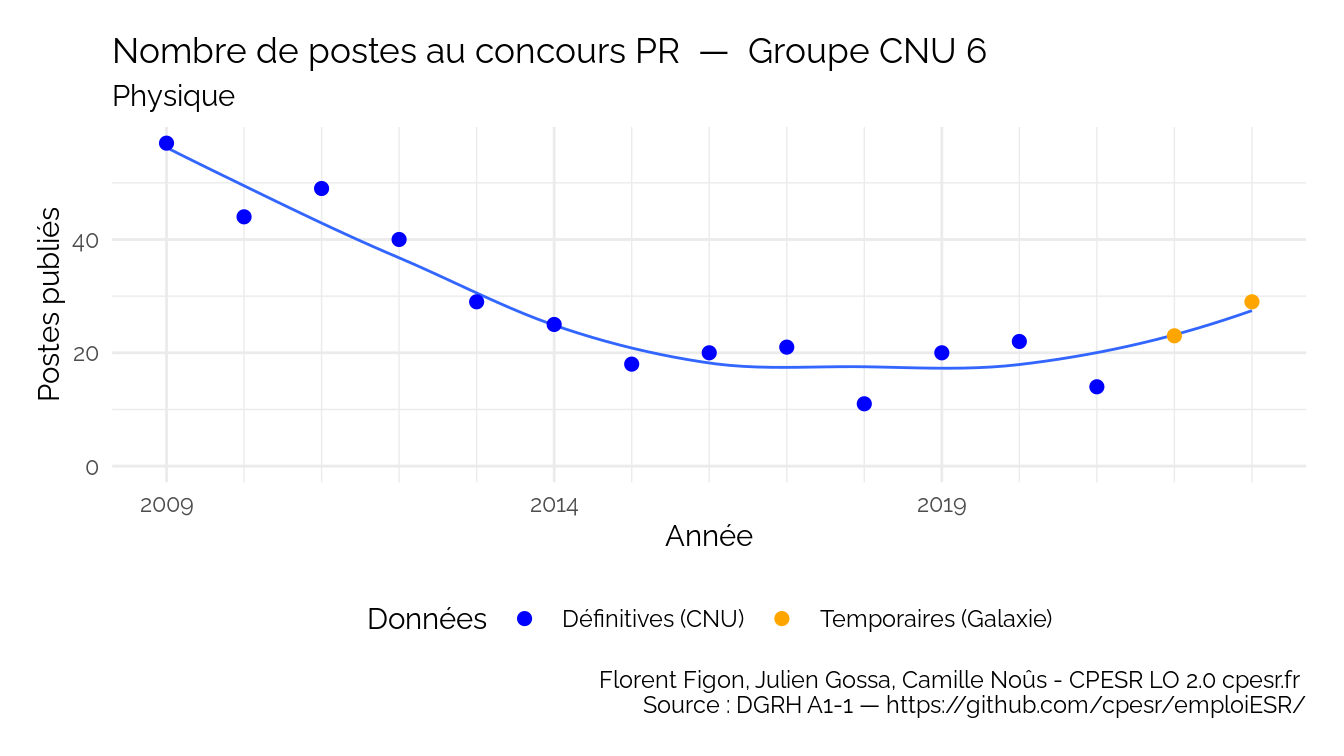 Nombre de postes au concours PR — Groupe CNU 6
Physique
Postes publiés
40
20
0
2009 2014 2019
Année
Données Définitives (CNU) Temporaires (Galaxie)
Florent Figon, Julien Gossa, Camille Noûs - CPESR LO 2.0 cpesr.fr
Source : DGRH A1-1 — https://github.com/cpesr/emploiESR/